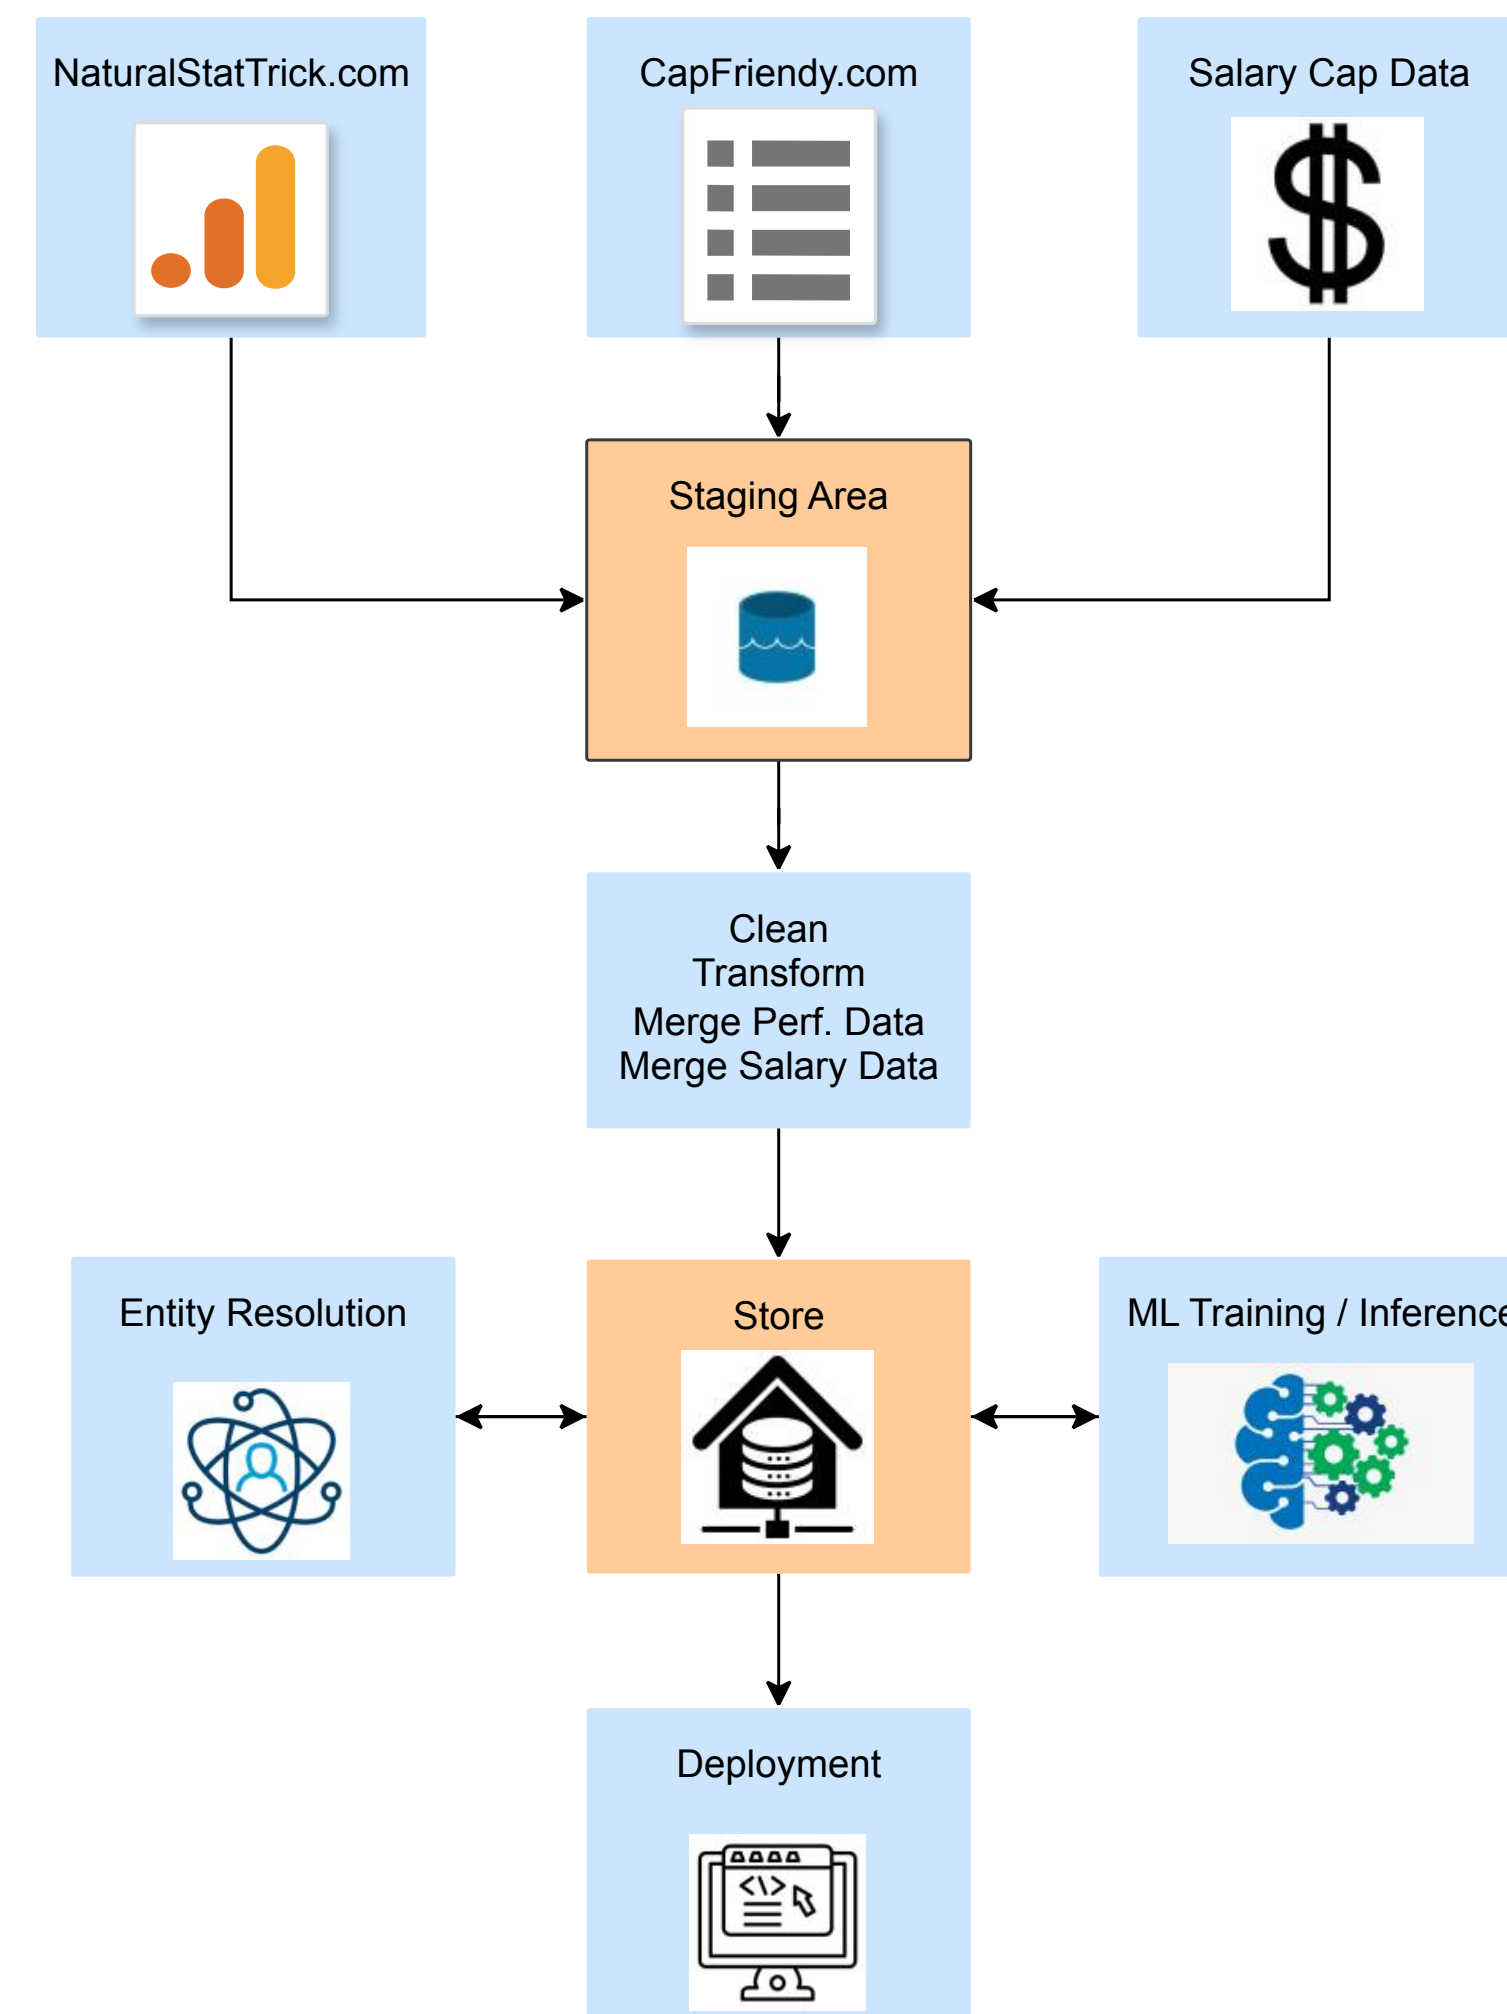 NaturalStatTrick.com
CapFriendy.com
Salary Cap Data
Staging Area
Clean
Transform
Merge Perf. Data
Merge Salary Data
Entity Resolution
Store
ML Training / Inference
Deployment